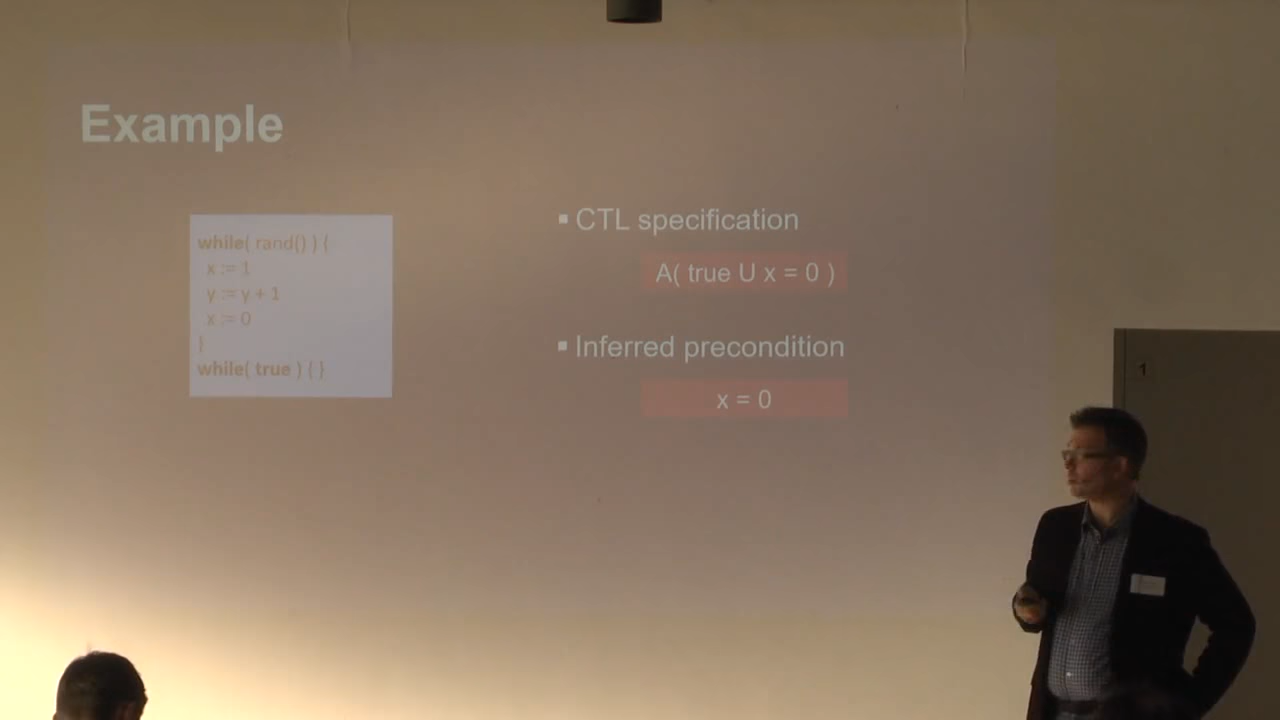 Example
while( rand() ) {
x := 1
y := y + 1
x := 0
}
while( true ) { }
▪ CTL specification
A( true U x = 0 )
▪ Inferred precondition
x = 0
1